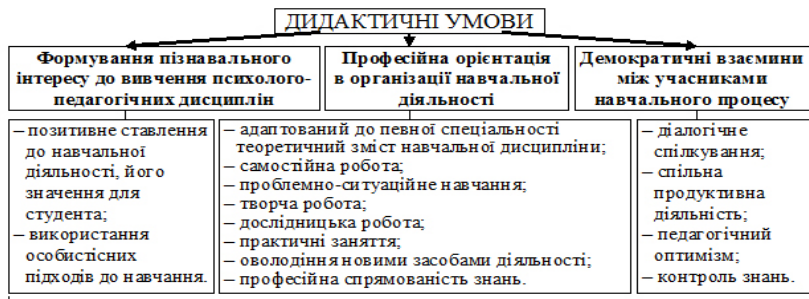 ДИДАКТИЧНІ УМОВИ
Формування пізнавального
інтересу до вивчення психолого-
педагогічних дисциплін
Професійна орієнтація
в організації навчальної
діяльності
Демократичні взаємини
між учасниками
навчального процесу
– позитивне ставлення
до навчальної
діяльності, його
значення для
студента;
– використання
особистісних
підходів до навчання.
– адаптований до певної спеціальності
теоретичний зміст навчальної дисципліни;
– самостійна робота;
– проблемно-ситуаційне навчання;
– творча робота;
– дослідницька робота;
– практичні заняття;
– оволодіння новими засобами діяльності;
– професійна спрямованість знань.
– діалогічне
спілкування;
– спільна
продуктивна
діяльність;
– педагогічний
оптимізм;
– контроль знань.